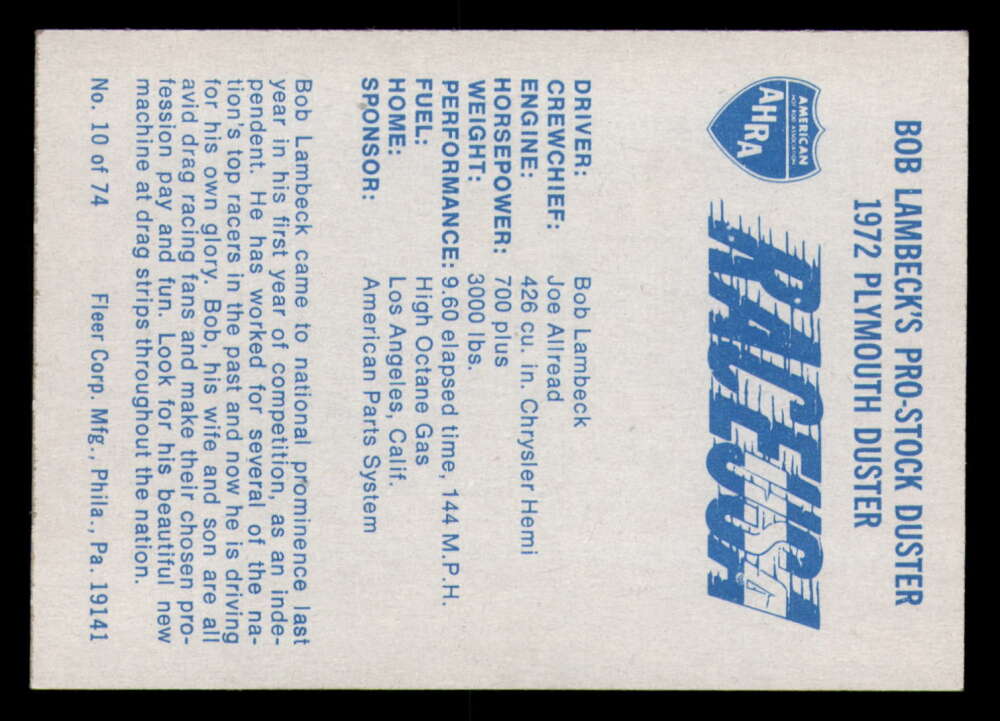 BOB LAMBECK'S PRO-STOCK DUSTER
1972 PLYMOUTH DUSTER
AMERICAN
HOT ROD ASSOCIATION
AHRA
RACE USA
DRIVER: Bob Lambeck
CREWCHIEF: Joe Allread
ENGINE: 426 cu. in. Chrysler Hemi
HORSEPOWER: 700 plus
WEIGHT: 3000 lbs.
PERFORMANCE: 9.60 elapsed time, 144 M.P.H.
FUEL: High Octane Gas
HOME: Los Angeles, Calif.
SPONSOR: American Parts System
Bob Lambeck came to national prominence last
year in his first year of competition, as an inde-
pendent. He has worked for several of the na-
tion's top racers in the past and now he is driving
for his own glory. Bob, his wife and son are all
avid drag racing fans and make their chosen pro-
fession pay and fun. Look for his beautiful new
machine at drag strips throughout the nation.
No. 10 of 74 Fleer Corp. Mfg., Phila., Pa. 19141